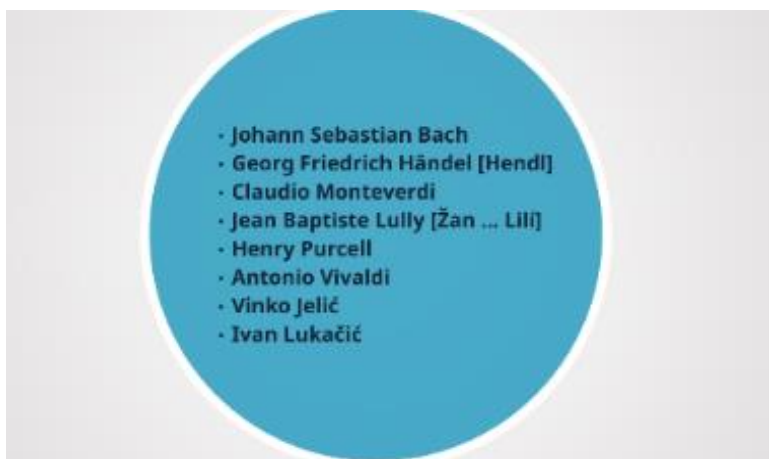 · Johann Sebastian Bach
· Georg Friedrich Händel [Hendl]
· Claudio Monteverdi
· Jean Baptiste Lully [Žan ... Lili]
· Henry Purcell
· Antonio Vivaldi
· Vinko Jelić
· Ivan Lukačić